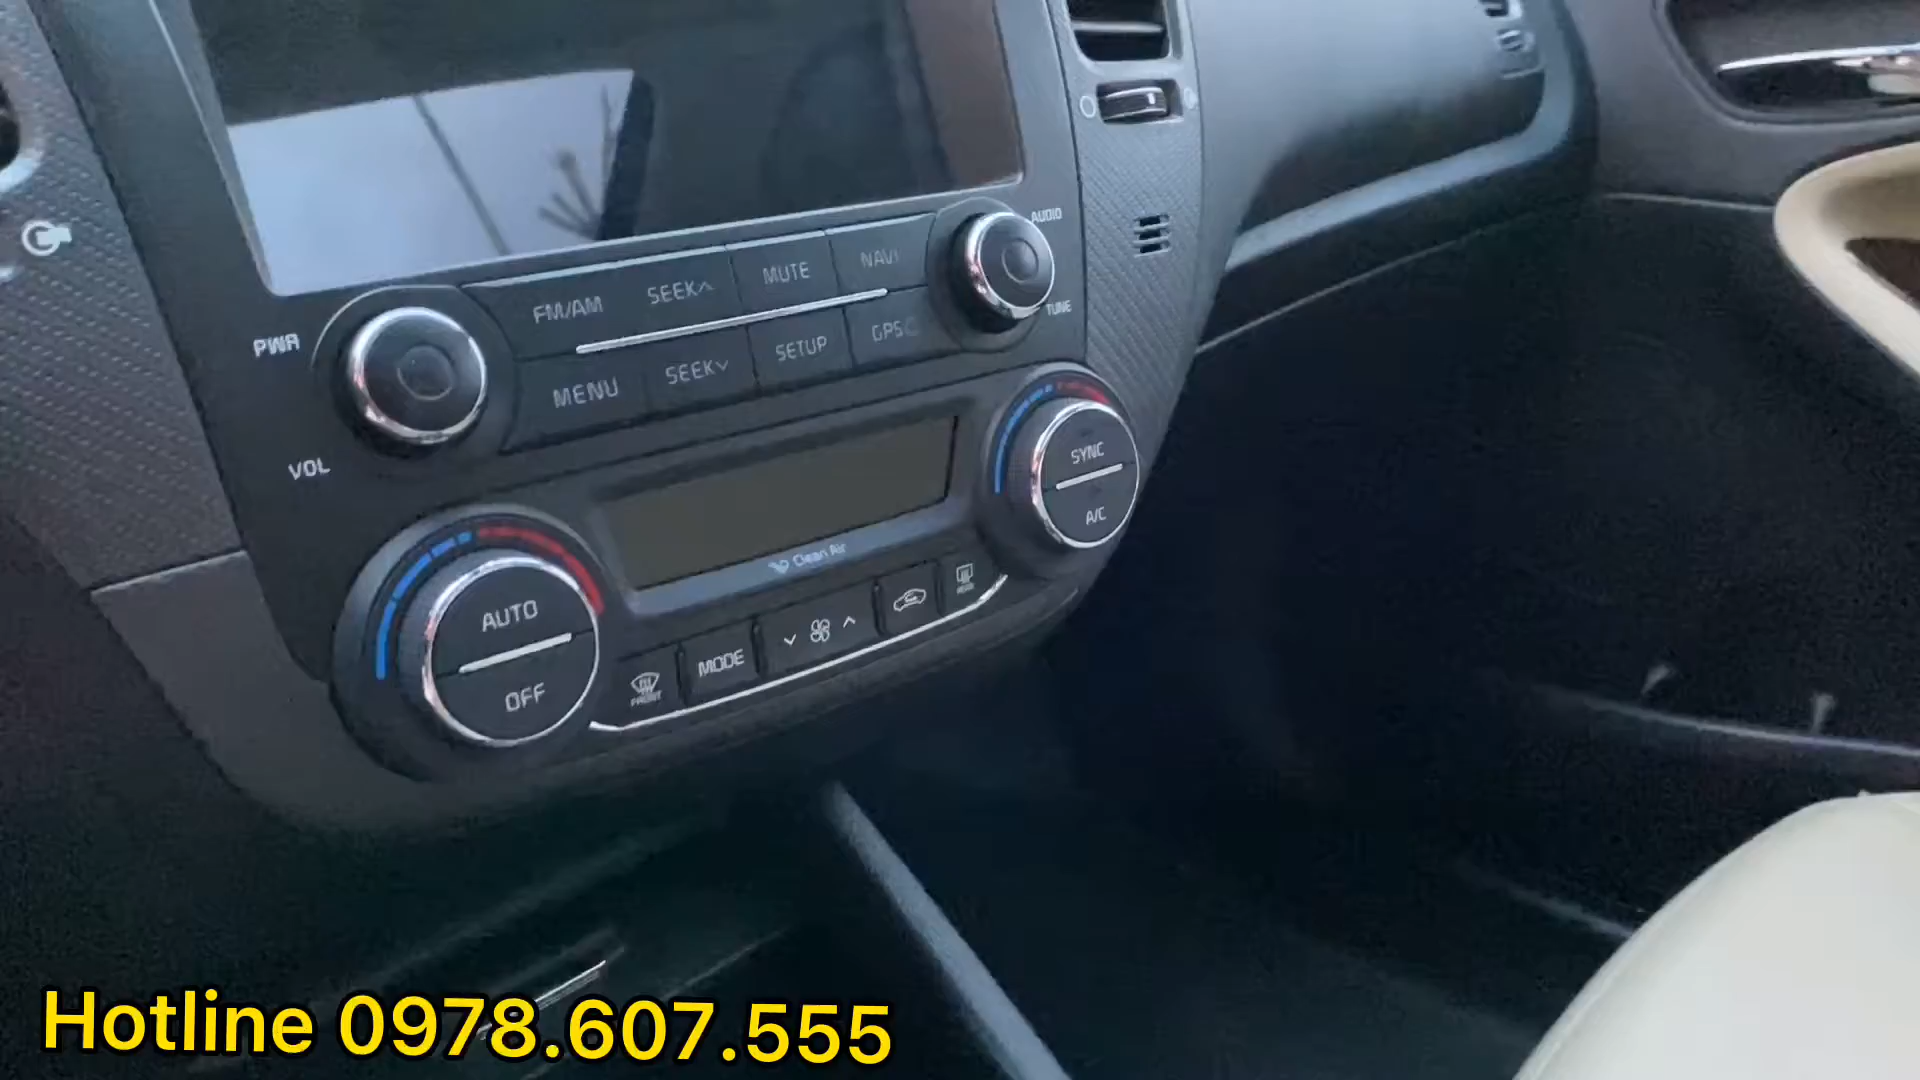 AUDIO
FM/AM SEEK MUTE NAVI
PWR
TUNE
MENU SEEK SETUP GPS
VOL
SYNC
A/C
Clean Air
AUTO
OFF
FRONT MODE REAR
Hotline 0978.607.555